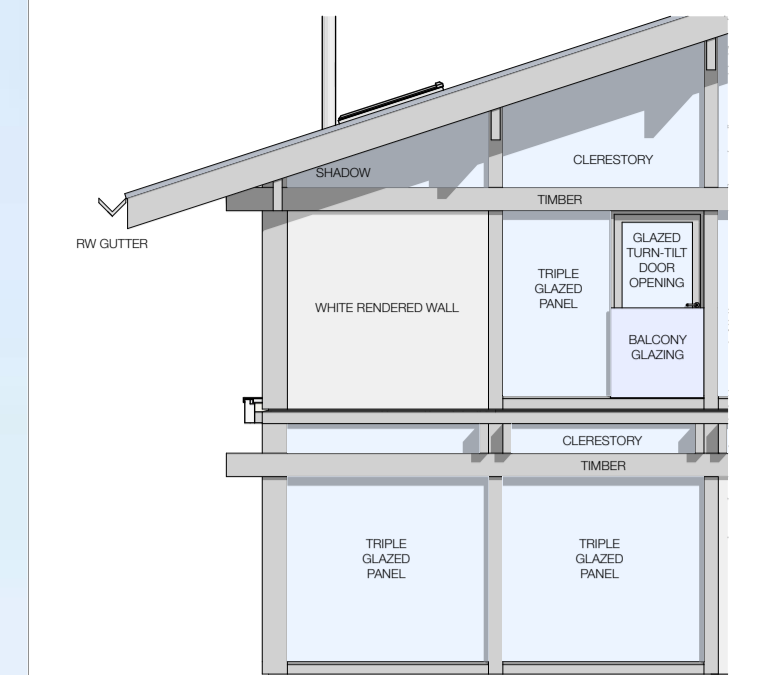 CLERESTORY
SHADOW
TIMBER
RW GUTTER
GLAZED
TURN-TILT
DOOR
OPENING
TRIPLE
GLAZED
PANEL
WHITE RENDERED WALL
BALCONY
GLAZING
CLERESTORY
TIMBER
TRIPLE
GLAZED
PANEL
TRIPLE
GLAZED
PANEL